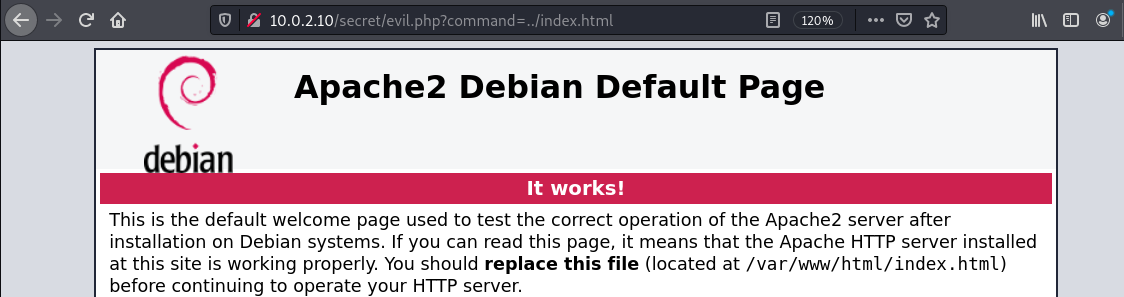 10.0.2.10/secret/evil.php?command=../index.html 120%
Apache2 Debian Default Page
debian
It works!
This is the default welcome page used to test the correct operation of the Apache2 server after
installation on Debian systems. If you can read this page, it means that the Apache HTTP server installed
at this site is working properly. You should replace this file (located at /var/www/html/index.html)
before continuing to operate your HTTP server.